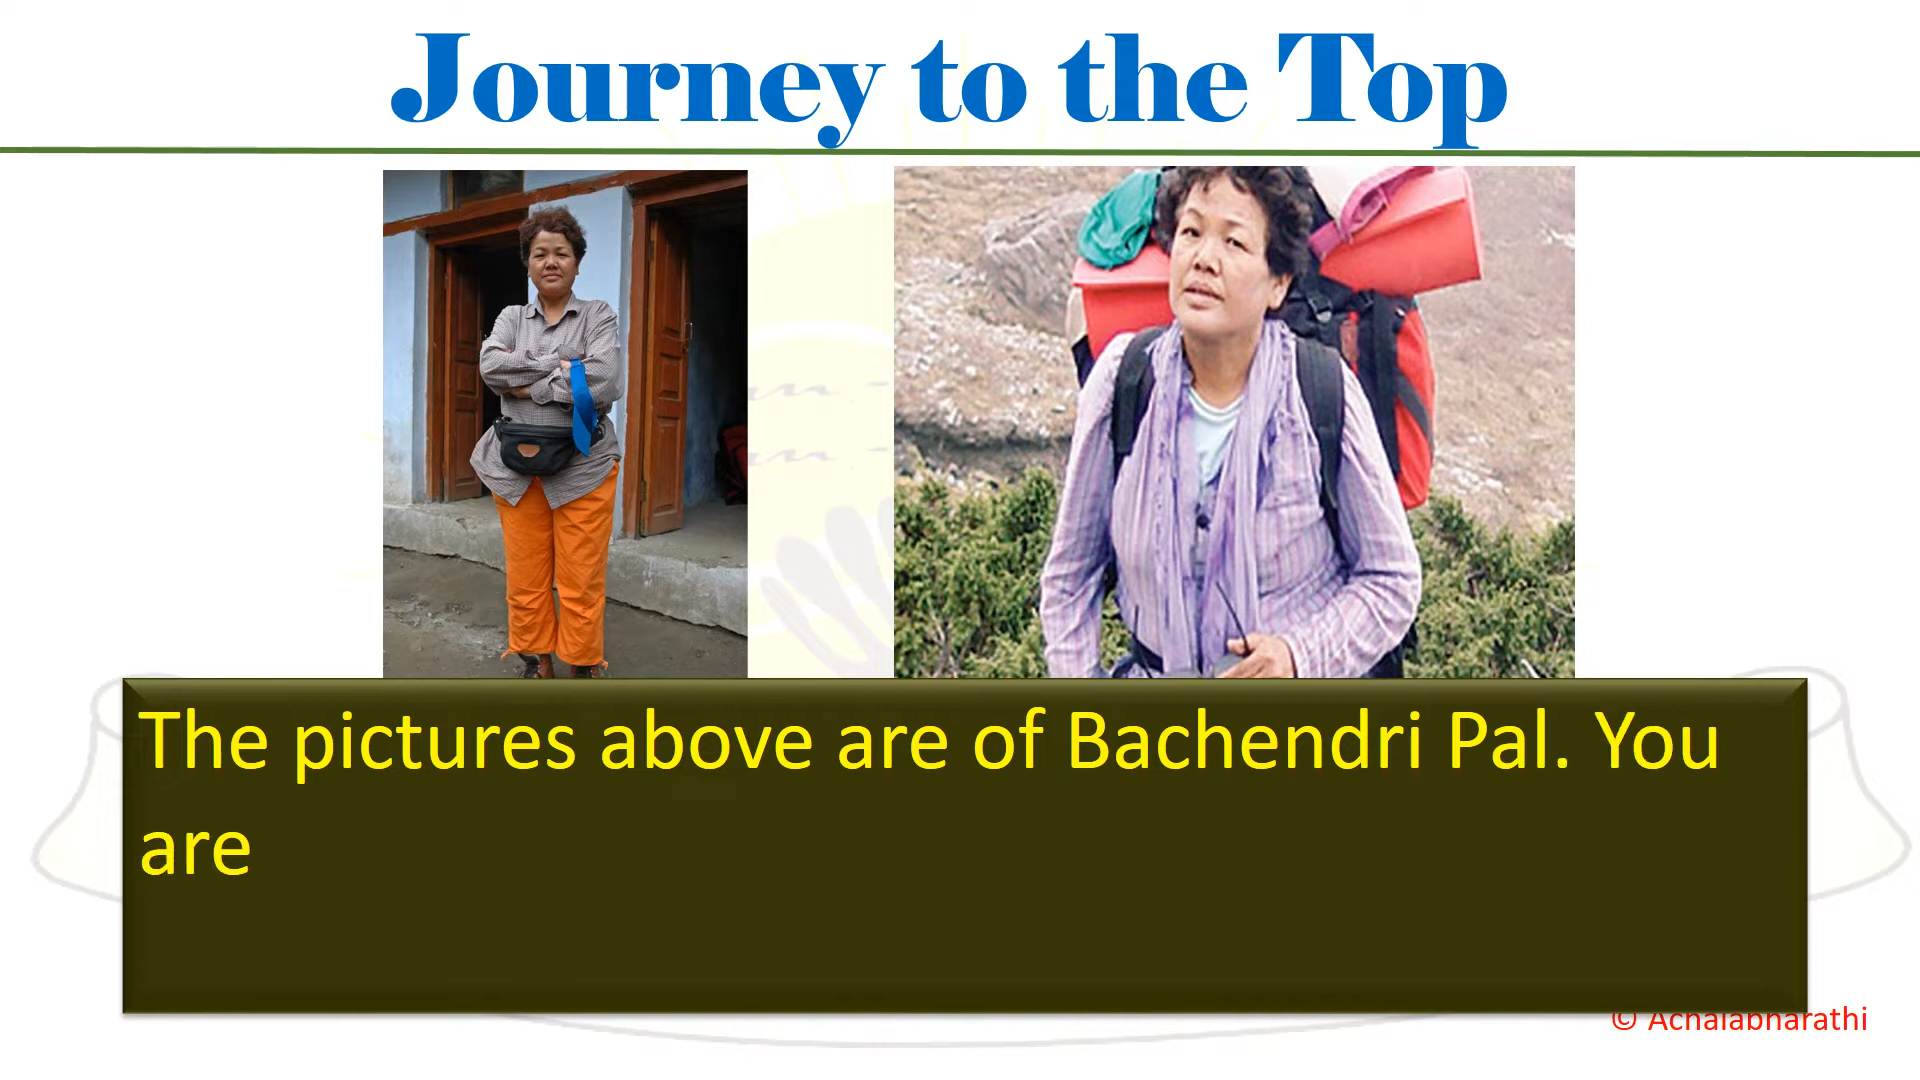 Journey to the Top
The pictures above are of Bachendri Pal. You
are
© Achalabharathi